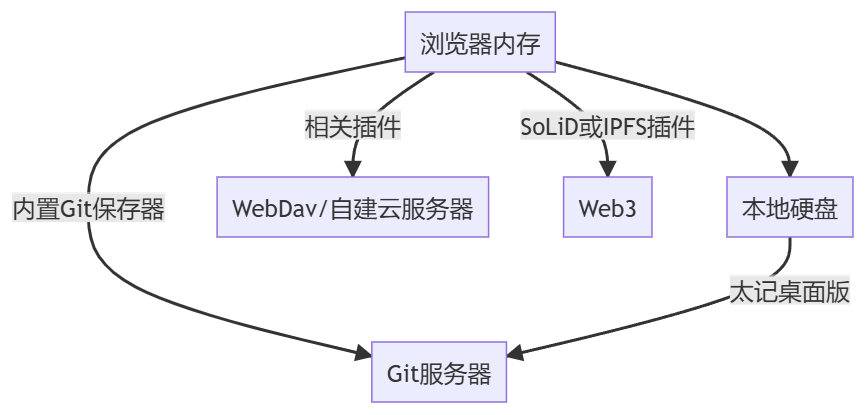 浏览器内存
相关插件
SoLiD或IPFS插件
内置Git保存器
WebDav/自建云服务器
Web3
本地硬盘
太记桌面版
Git服务器